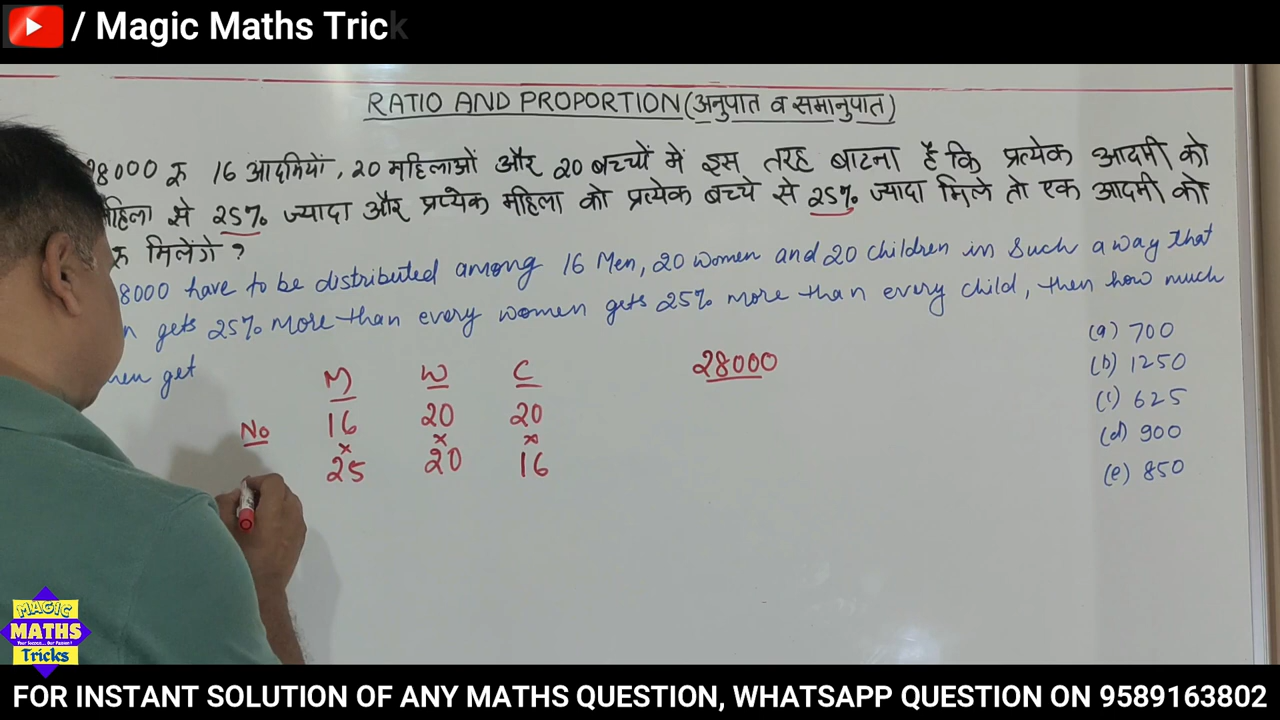 / Magic Maths Trick
RATIO AND PROPORTION (अनुपात व समानुपात)
28000 रु 16 आदमियों, 20 महिलाओं और 20 बच्चों में इस तरह बाटना है कि प्रत्येक आदमी को
महिला से 25% ज्यादा और प्रप्येक महिला को प्रत्येक बच्चे से 25% ज्यादा मिले तो एक आदमी को
रु मिलेंगे ?
8000 have to be distributed among 16 Men, 20 women and 20 Children in Such a way that
gets 25% more than every women gets 25% more than every child, then how much
get
(a) 700
(b) 1250
(c) 625
(d) 900
(e) 850
M W C 28000
No 16 20 20
× × ×
25 20 16
MAGIC
MATHS
Tricks
FOR INSTANT SOLUTION OF ANY MATHS QUESTION, WHATSAPP QUESTION ON 9589163802